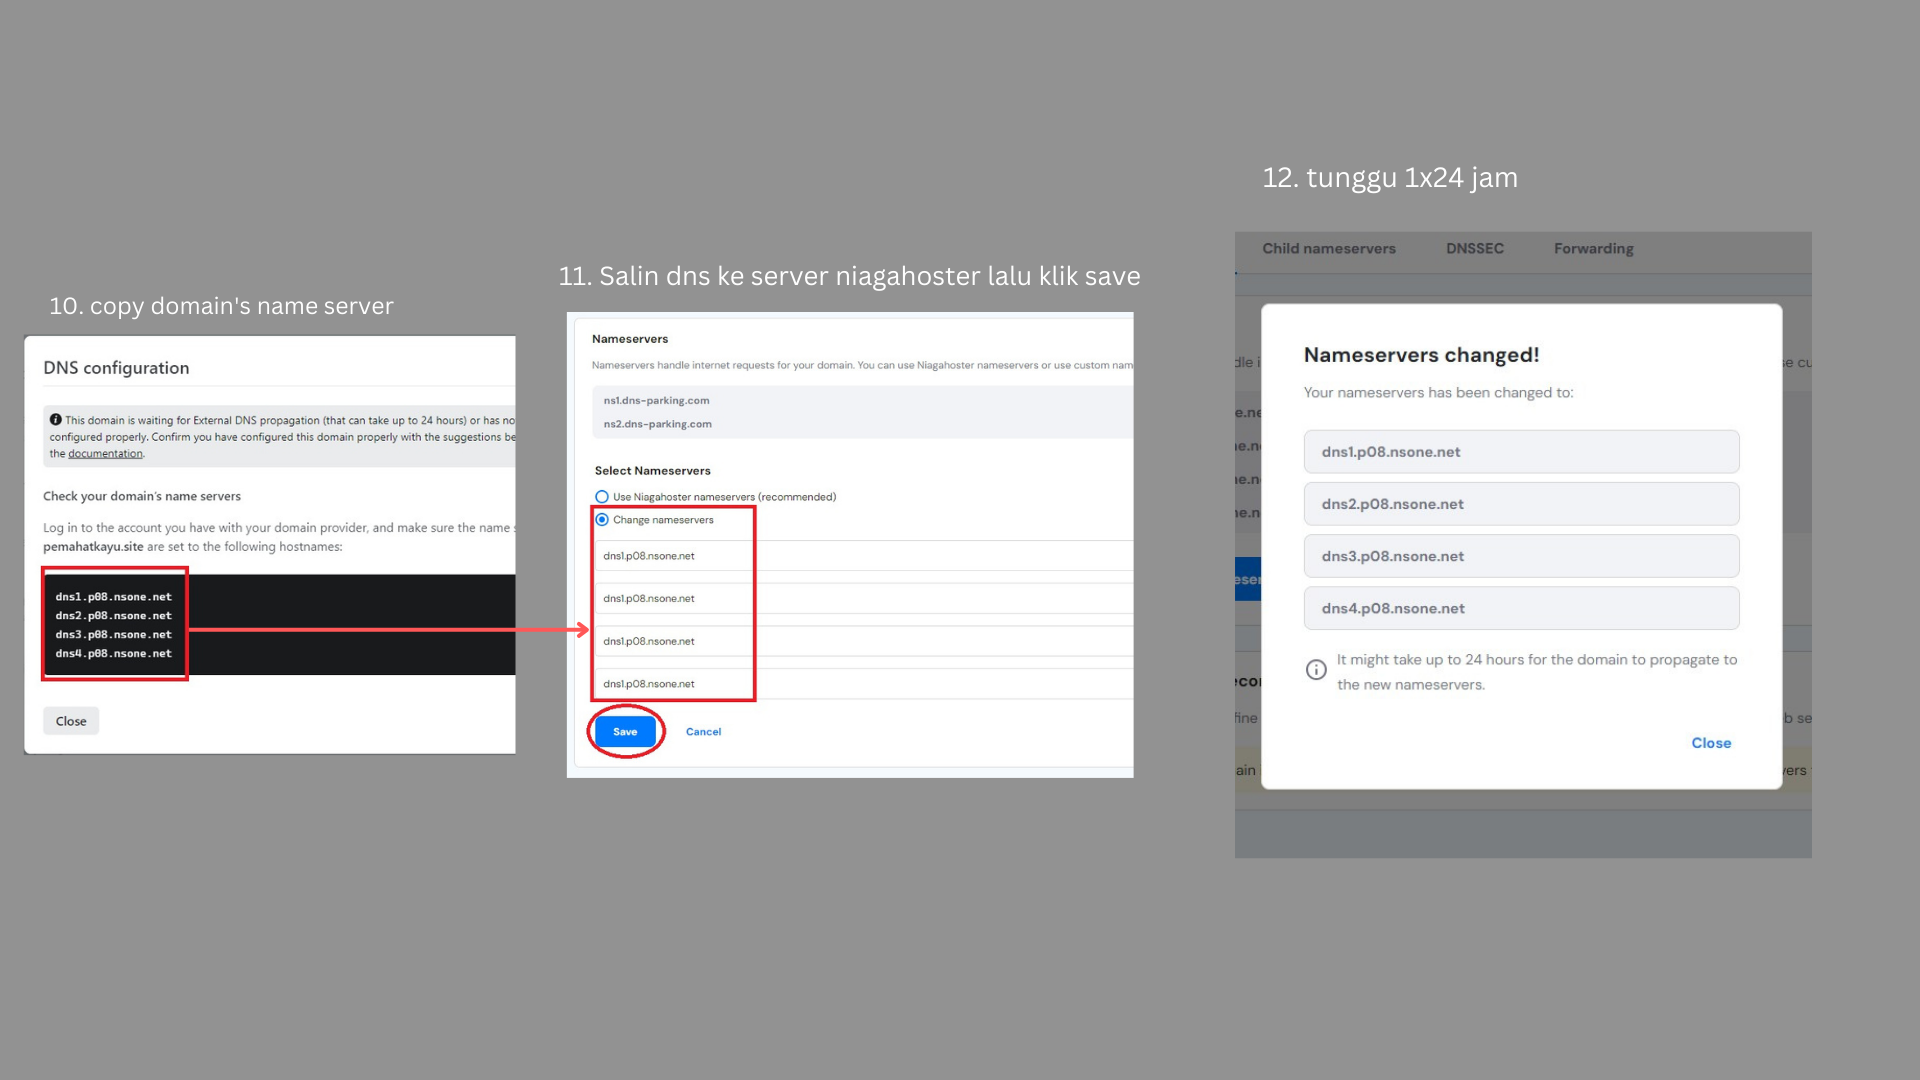 10. copy domain's name server
DNS configuration
This domain is waiting for External DNS propagation (that can take up to 24 hours) or has no
configured properly. Confirm you have configured this domain properly with the suggestions be
the documentation.
Check your domain's name servers
Log in to the account you have with your domain provider, and make sure the name
pemahatkayu.site are set to the following hostnames:
dns1.p08.nsone.net
dns2.p08.nsone.net
dns3.p08.nsone.net
dns4.p08.nsone.net
Close
11. Salin dns ke server niagahoster lalu klik save
Nameservers
Nameservers handle internet requests for your domain. You can use Niagahoster nameservers or use custom nam
ns1.dns-parking.com
ns2.dns-parking.com
Select Nameservers
Use Niagahoster nameservers (recommended)
Change nameservers
dns1.p08.nsone.net
dns1.p08.nsone.net
dns1.p08.nsone.net
dns1.p08.nsone.net
Save Cancel
12. tunggu 1x24 jam
Child nameservers DNSSEC Forwarding
Nameservers changed!
Your nameservers has been changed to:
dns1.p08.nsone.net
dns2.p08.nsone.net
dns3.p08.nsone.net
dns4.p08.nsone.net
It might take up to 24 hours for the domain to propagate to
the new nameservers.
Close